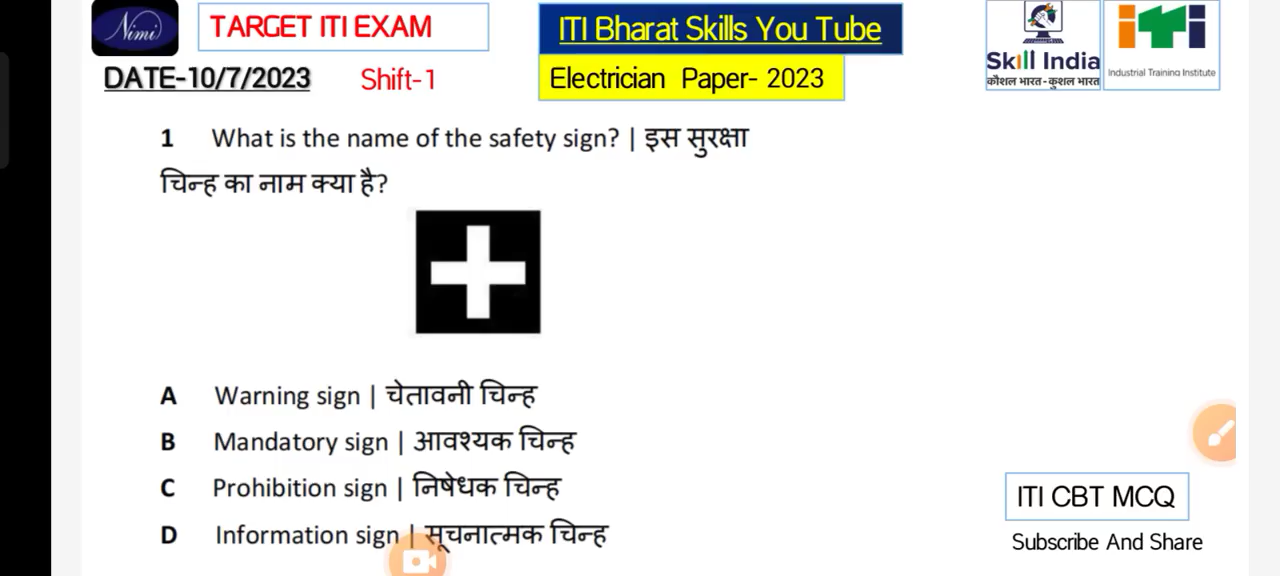 Nimi
TARGET ITI EXAM
ITI Bharat Skills You Tube
Skill India
कौशल भारत - कुशल भारत
iTi
Industrial Training Institute
DATE-10/7/2023 Shift-1
Electrician Paper- 2023
1 What is the name of the safety sign? | इस सुरक्षा
चिन्ह का नाम क्या है?
A Warning sign | चेतावनी चिन्ह
B Mandatory sign | आवश्यक चिन्ह
C Prohibition sign | निषेधक चिन्ह
D Information sign | सूचनात्मक चिन्ह
ITI CBT MCQ
Subscribe And Share